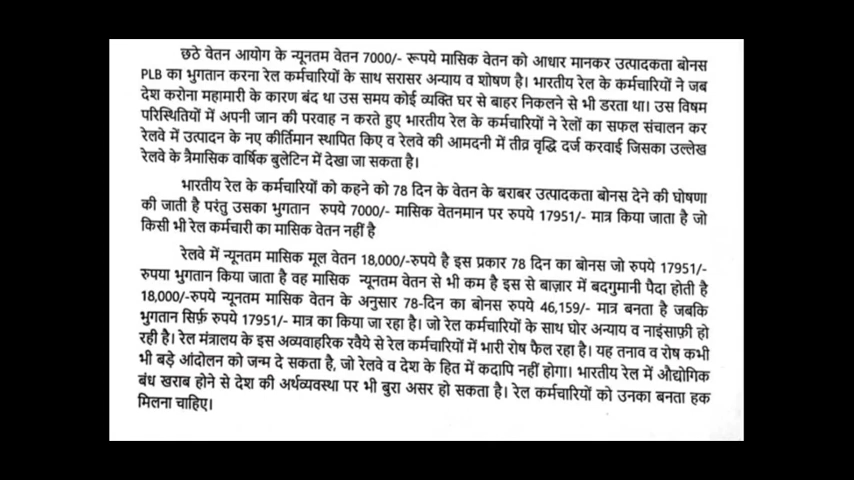 छठे वेतन आयोग के न्यूनतम वेतन 7000/- रूपये मासिक वेतन को आधार मानकर उत्पादकता बोनस
PLB का भुगतान करना रेल कर्मचारियों के साथ सरासर अन्याय व शोषण है। भारतीय रेल के कर्मचारियों ने जब
देश करोना महामारी के कारण बंद था उस समय कोई व्यक्ति घर से बाहर निकलने से भी डरता था। उस विषम
परिस्थितियों में अपनी जान की परवाह न करते हुए भारतीय रेल के कर्मचारियों ने रेलों का सफल संचालन कर
रेलवे में उत्पादन के नए कीर्तिमान स्थापित किए व रेलवे की आमदनी में तीव्र वृद्धि दर्ज करवाई जिसका उल्लेख
रेलवे के त्रैमासिक वार्षिक बुलेटिन में देखा जा सकता है।
भारतीय रेल के कर्मचारियों को कहने को 78 दिन के वेतन के बराबर उत्पादकता बोनस देने की घोषणा
की जाती है परंतु उसका भुगतान रुपये 7000/- मासिक वेतनमान पर रुपये 17951/- मात्र किया जाता है जो
किसी भी रेल कर्मचारी का मासिक वेतन नहीं है
रेलवे में न्यूनतम मासिक मूल वेतन 18,000/-रुपये है इस प्रकार 78 दिन का बोनस जो रुपये 17951/-
रुपया भुगतान किया जाता है वह मासिक न्यूनतम वेतन से भी कम है इस से बाज़ार में बदगुमानी पैदा होती है
18,000/-रुपये न्यूनतम मासिक वेतन के अनुसार 78-दिन का बोनस रुपये 46,159/- मात्र बनता है जबकि
भुगतान सिर्फ़ रुपये 17951/- मात्र का किया जा रहा है। जो रेल कर्मचारियों के साथ घोर अन्याय व नाइंसाफ़ी हो
रही है। रेल मंत्रालय के इस अव्यवाहरिक रवैये से रेल कर्मचारियों में भारी रोष फैल रहा है। यह तनाव व रोष कभी
भी बड़े आंदोलन को जन्म दे सकता है, जो रेलवे व देश के हित में कदापि नहीं होगा। भारतीय रेल में औद्योगिक
बंध खराब होने से देश की अर्थव्यवस्था पर भी बुरा असर हो सकता है। रेल कर्मचारियों को उनका बनता हक
मिलना चाहिए।